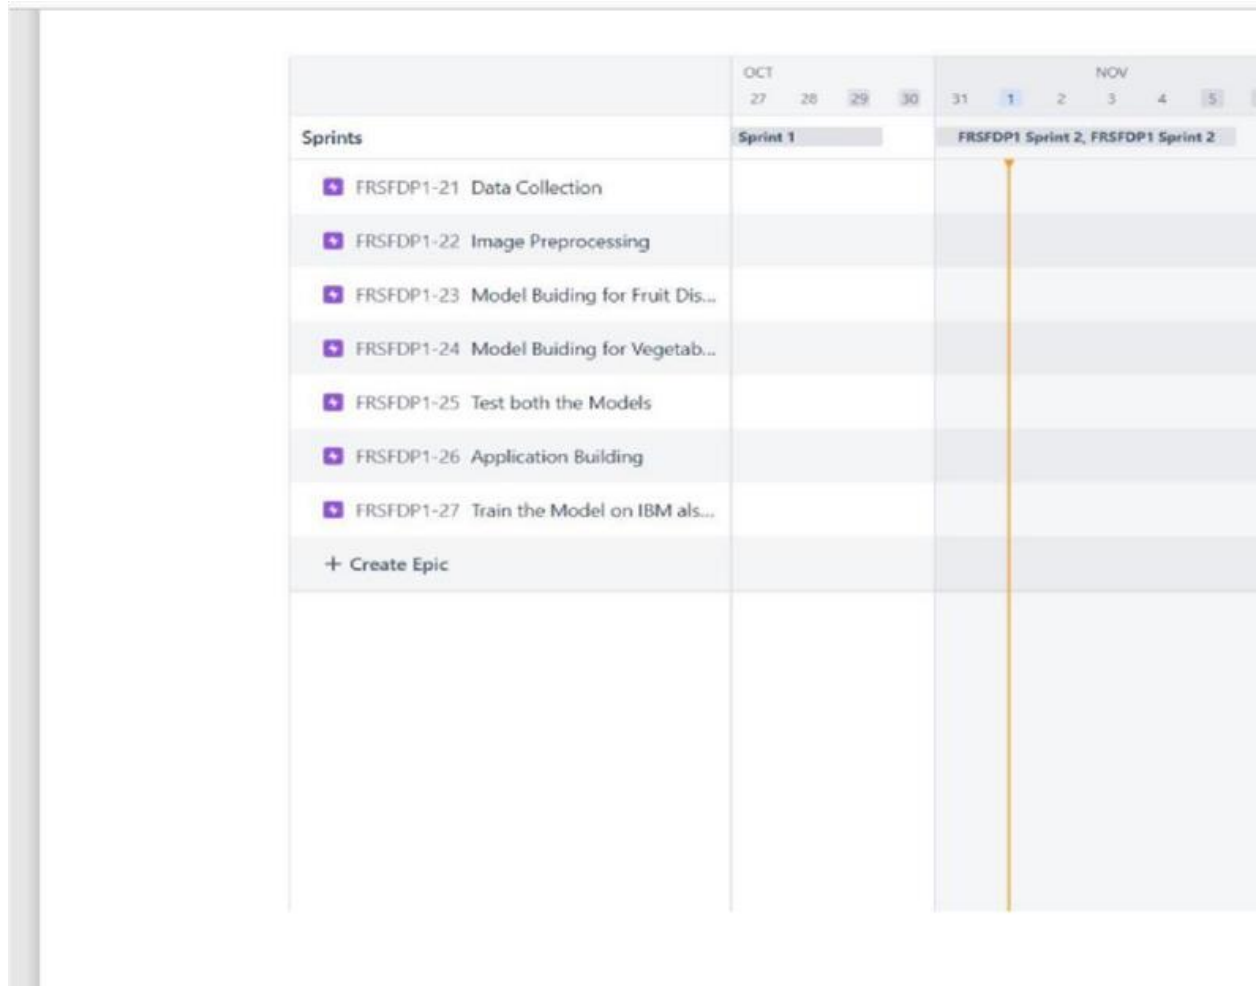 OCT NOV
27 28 29 30 31 1 2 3 4 5
Sprints Sprint 1 FRSFDP1 Sprint 2, FRSFDP1 Sprint 2
FRSFDP1-21 Data Collection
FRSFDP1-22 Image Preprocessing
FRSFDP1-23 Model Buiding for Fruit Dis...
FRSFDP1-24 Model Buiding for Vegetab...
FRSFDP1-25 Test both the Models
FRSFDP1-26 Application Building
FRSFDP1-27 Train the Model on IBM als...
+ Create Epic